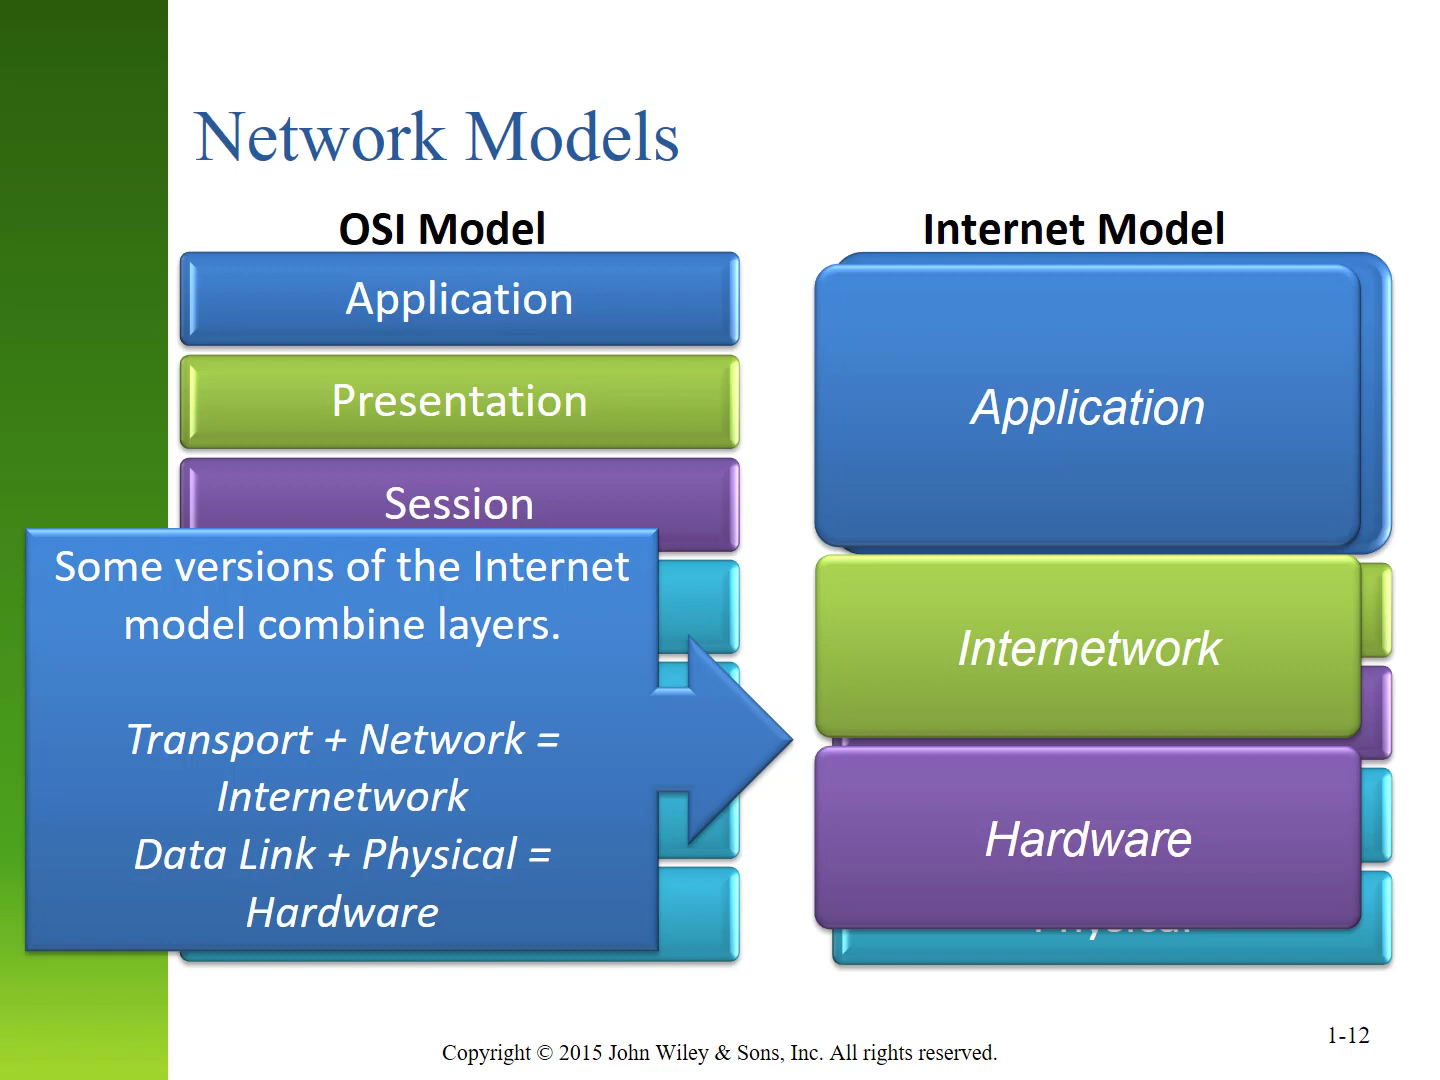 Network Models
OSI Model
Application
Presentation
Session
Some versions of the Internet
model combine layers.
Transport + Network =
Internetwork
Data Link + Physical =
Hardware
Internet Model
Application
Internetwork
Hardware
1-12
Copyright © 2015 John Wiley & Sons, Inc. All rights reserved.